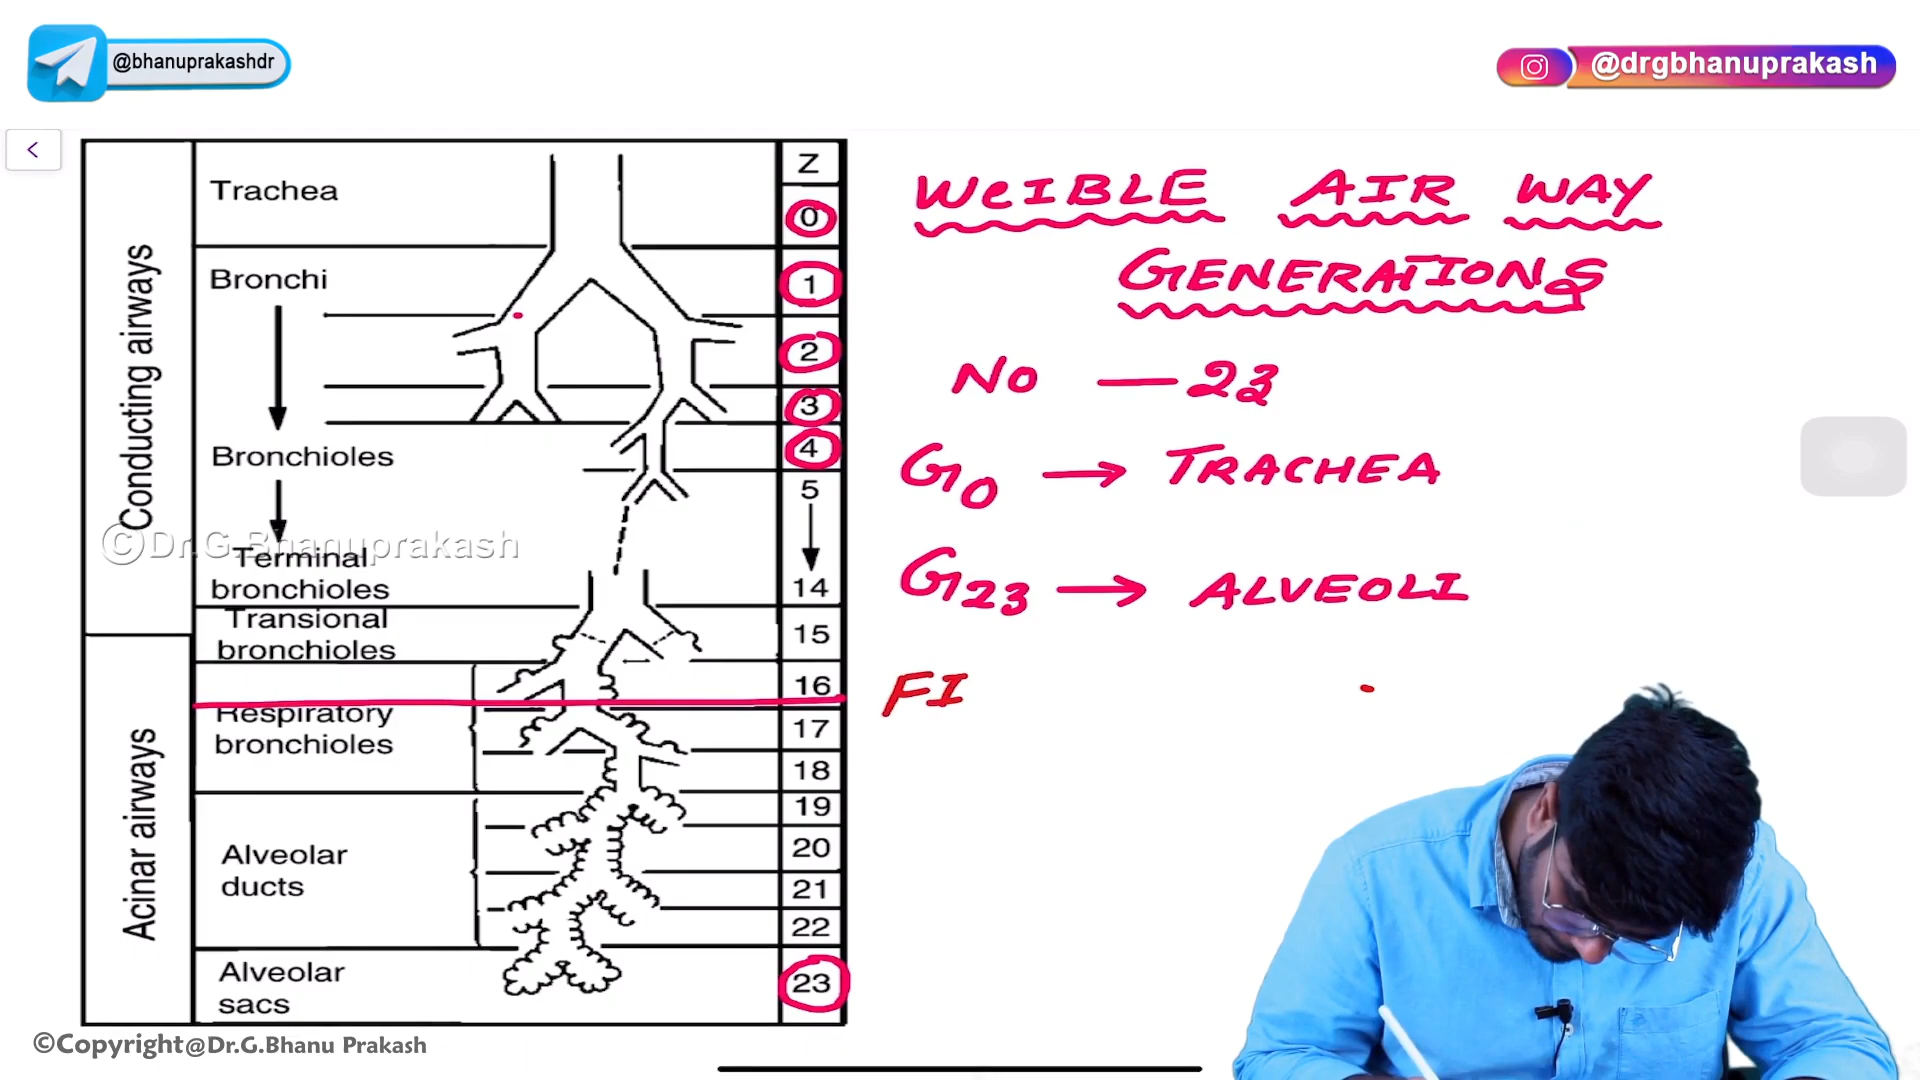 @bhanuprakashdr
@drgbhanuprakash
<
Conducting airways
Acinar airways
Trachea
Z
0
Bronchi
1
2
3
Bronchioles
4
5
©Dr.G.Bhanuprakash
Terminal
bronchioles
14
Transional
bronchioles
15
16
Respiratory
bronchioles
17
18
19
Alveolar
ducts
20
21
22
Alveolar
sacs
23
WeIBLE AIR WAY
GENERATIONS
No — 23
G0 → TRACHEA
G23 → ALVEOLI
FI
©Copyright@Dr.G.Bhanu Prakash